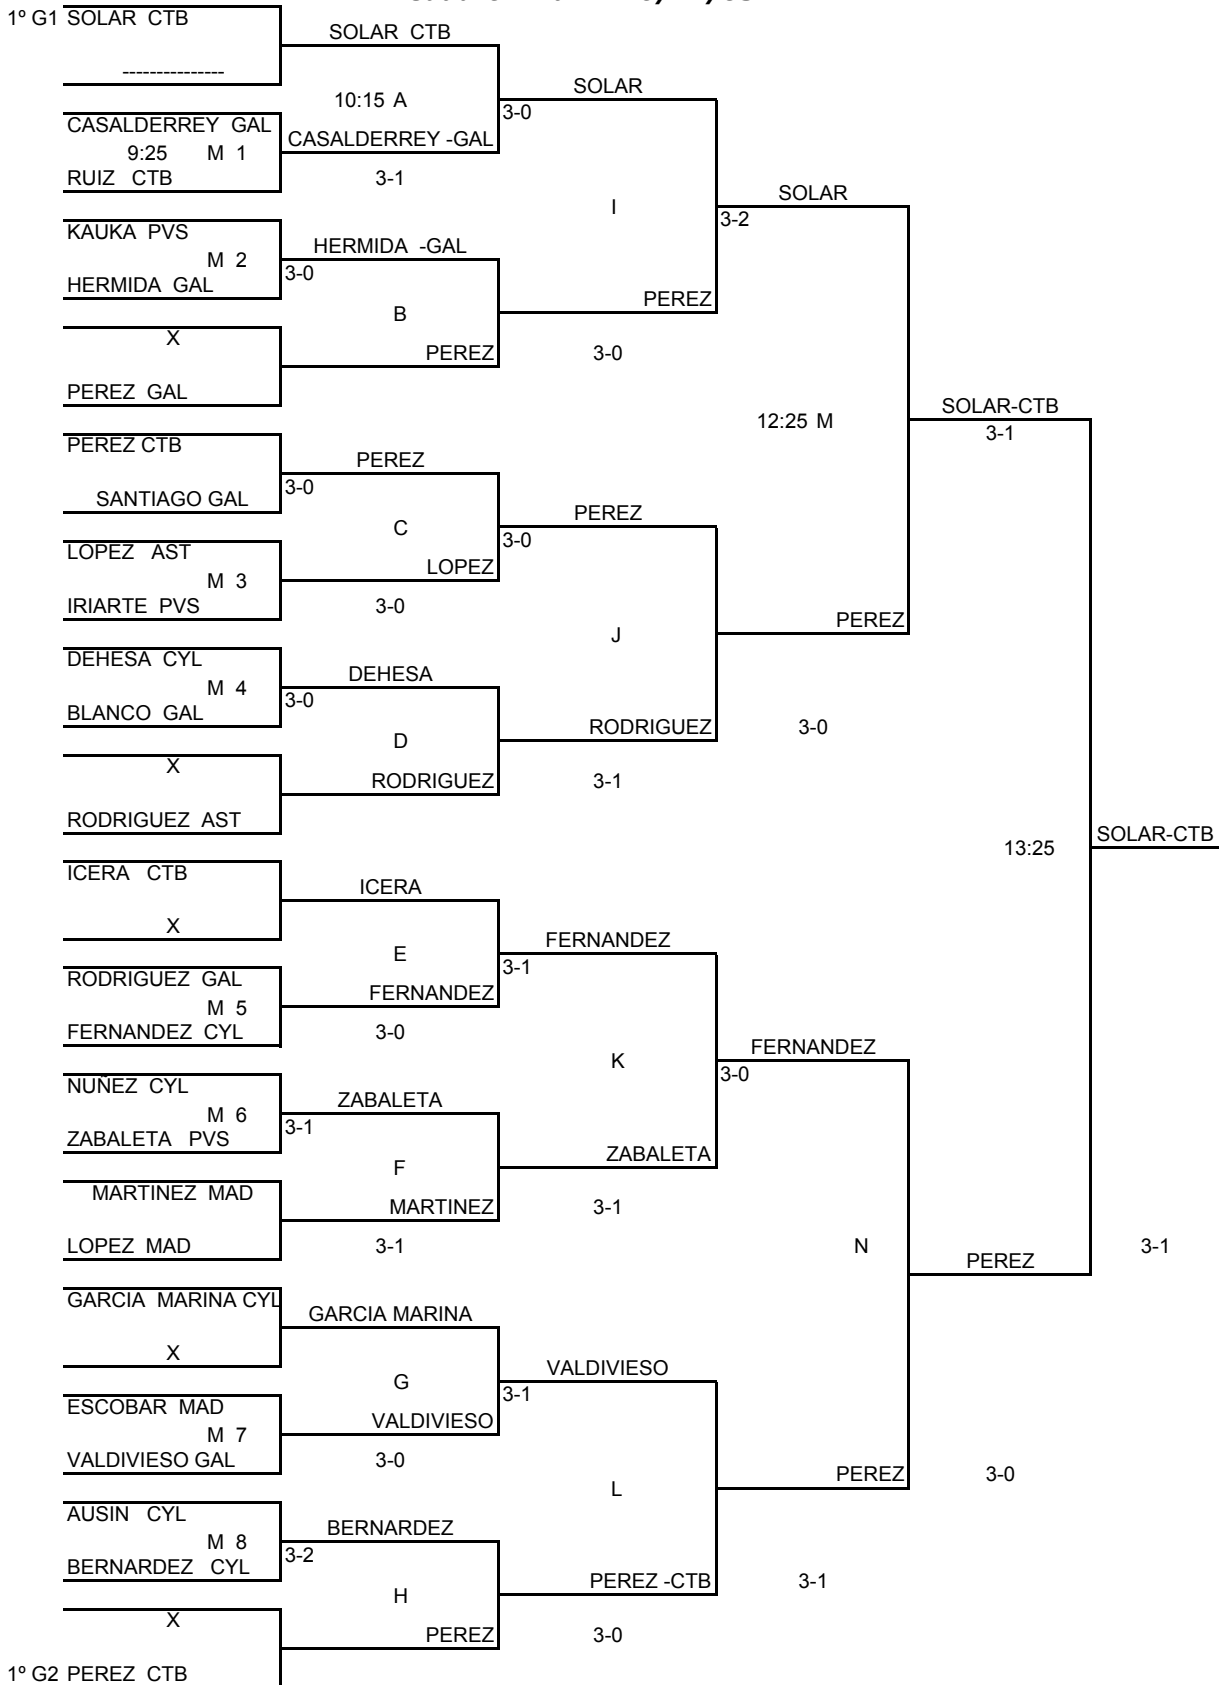 1º G1 SOLAR CTB
SOLAR CTB
---------------
10:15 A
SOLAR
3-0
CASALDERREY GAL
9:25 M 1
CASALDERREY -GAL
RUIZ CTB
3-1
SOLAR
I
3-2
KAUKA PVS
HERMIDA -GAL
M 2
3-0
HERMIDA GAL
PEREZ
B
X
PEREZ
3-0
PEREZ GAL
SOLAR-CTB
12:25 M
3-1
PEREZ CTB
PEREZ
3-0
SANTIAGO GAL
PEREZ
C
3-0
LOPEZ AST
LOPEZ
M 3
IRIARTE PVS
3-0
PEREZ
J
DEHESA CYL
DEHESA
M 4
3-0
BLANCO GAL
RODRIGUEZ
3-0
D
X
RODRIGUEZ
3-1
RODRIGUEZ AST
SOLAR-CTB
13:25
ICERA CTB
ICERA
X
FERNANDEZ
E
3-1
RODRIGUEZ GAL
FERNANDEZ
M 5
FERNANDEZ CYL
3-0
FERNANDEZ
K
3-0
NUÑEZ CYL
ZABALETA
M 6
3-1
ZABALETA PVS
ZABALETA
F
MARTINEZ MAD
MARTINEZ
3-1
LOPEZ MAD
3-1
N
PEREZ
3-1
GARCIA MARINA CYL
GARCIA MARINA
X
VALDIVIESO
G
3-1
ESCOBAR MAD
VALDIVIESO
M 7
VALDIVIESO GAL
3-0
PEREZ
3-0
L
AUSIN CYL
BERNARDEZ
M 8
3-2
BERNARDEZ CYL
PEREZ -CTB
3-1
H
X
PEREZ
3-0
1º G2 PEREZ CTB